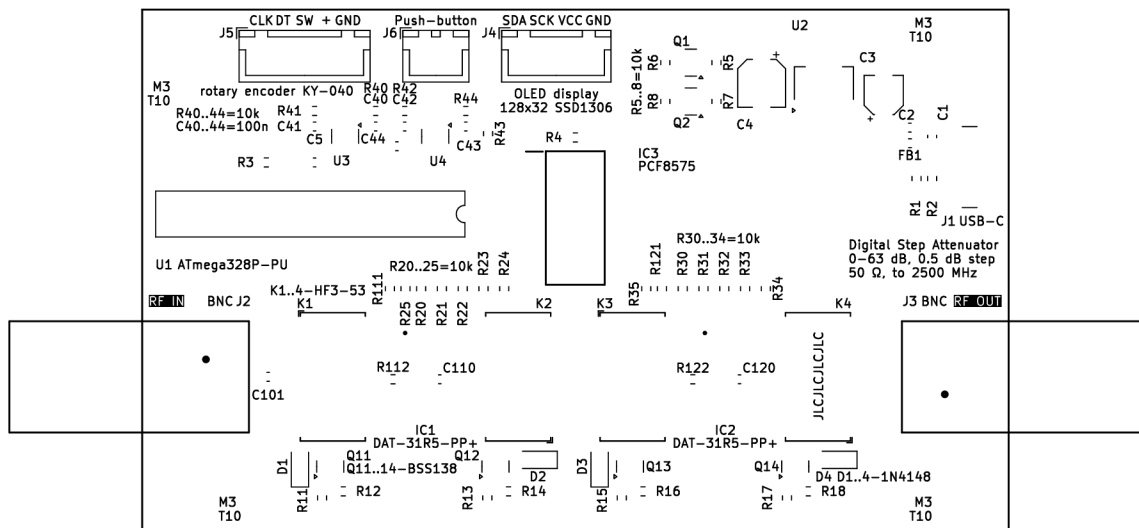 CLK DT SW + GND
Push-button
SDA SCK VCC GND
J5
J6
J4
Q1
U2
M3
T10
C3
R6
R5
M3
T10
rotary encoder KY-040
R40 R42
OLED display
128x32 SSD1306
R5..8=10k
R8
R7
C4
C1
C2
R40..44=10k
R41
C40 C42
R44
C40..44=100n
C41
C5
C44
C43
R43
R4
Q2
FB1
R3
U3
U4
IC3
PCF8575
R1
R2
J1 USB-C
U1 ATmega328P-PU
R20..25=10k
R23
R24
R30..34=10k
R121
R30
R31
R32
R33
Digital Step Attenuator
0-63 dB, 0.5 dB step
50 Ω, to 2500 MHz
R111
K1..4-HF3-53
R35
R34
RF IN
BNC J2
K1
R25
R20
R21
R22
K2
K3
K4
J3 BNC
RF OUT
R112
C110
R122
C120
JLCJLCJLCJLC
C101
IC1
DAT-31R5-PP+
IC2
DAT-31R5-PP+
D1
Q11
Q11..14-BSS138
Q12
D2
D3
Q13
Q14
D4 D1..4-1N4148
R11
R12
R13
R14
R15
R16
R17
R18
M3
T10
M3
T10